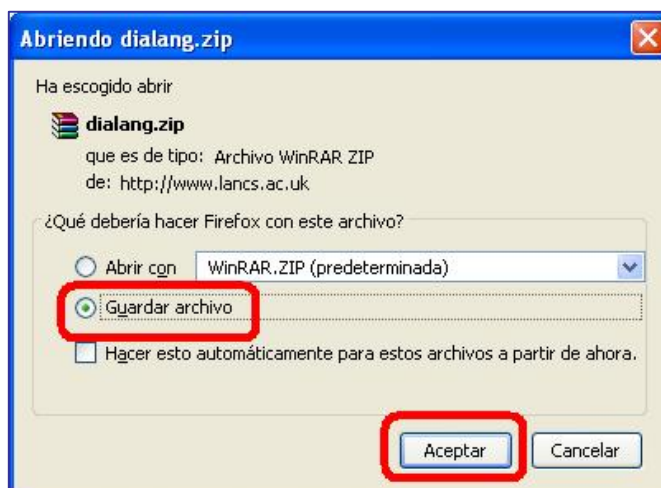 Abriendo dialang.zip
Ha escogido abrir
dialang.zip
que es de tipo: Archivo WinRAR ZIP
de: http://www.lancs.ac.uk
¿Qué debería hacer Firefox con este archivo?
Abrir con WinRAR.ZIP (predeterminada)
Guardar archivo
Hacer esto automáticamente para estos archivos a partir de ahora.
Aceptar Cancelar